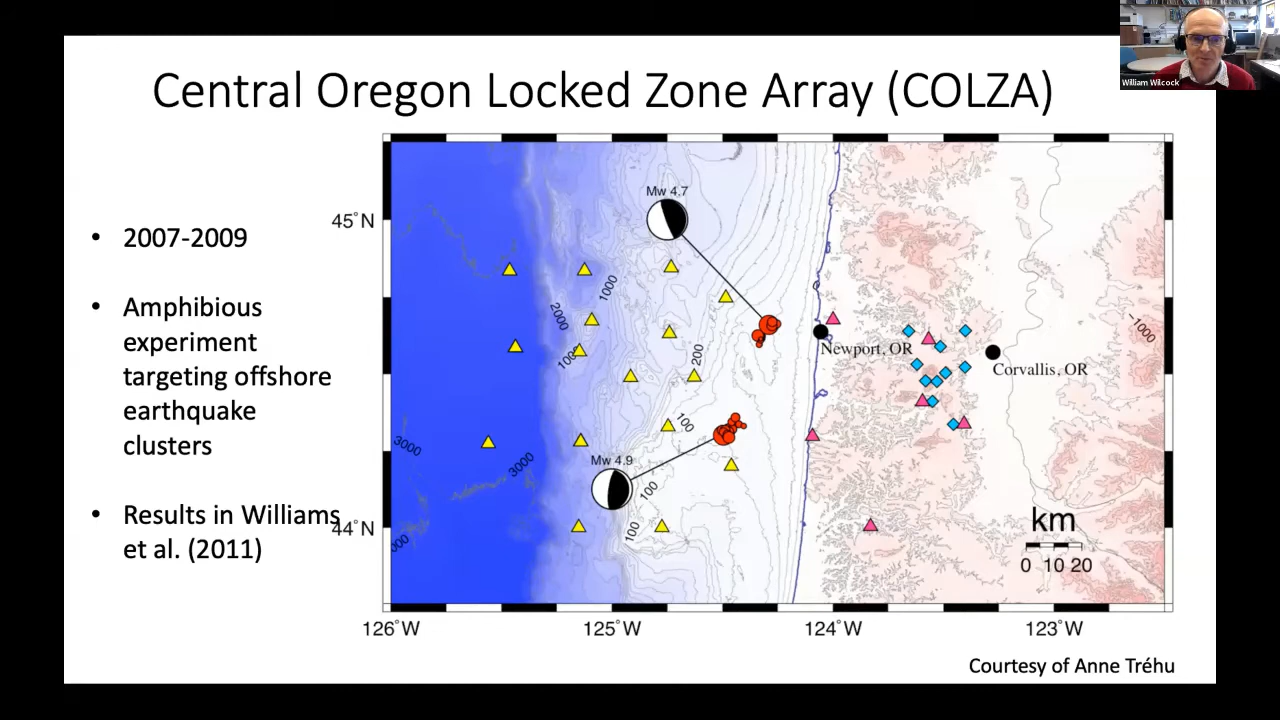 William Wilcock
Central Oregon Locked Zone Array (COLZA)
• 2007-2009
• Amphibious
experiment
targeting offshore
earthquake
clusters
• Results in Williams
et al. (2011)
45°N
44°N
Mw 4.7
Mw 4.9
1000
2000
200
100
100
100
3000
3000
-1000
Newport, OR
Corvallis, OR
km
0 10 20
126°W 125°W 124°W 123°W
Courtesy of Anne Tréhu